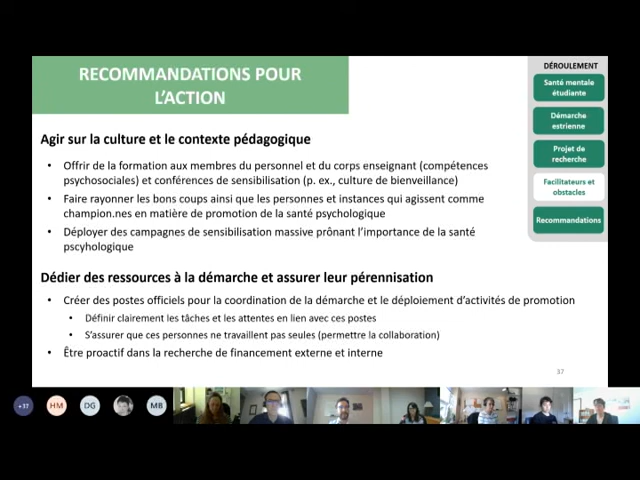 RECOMMANDATIONS POUR
L'ACTION
Agir sur la culture et le contexte pédagogique
• Offrir de la formation aux membres du personnel et du corps enseignant (compétences
psychosociales) et conférences de sensibilisation (p. ex., culture de bienveillance)
• Faire rayonner les bons coups ainsi que les personnes et instances qui agissent comme
champion.nes en matière de promotion de la santé psychologique
• Déployer des campagnes de sensibilisation massive prônant l'importance de la santé
pscyhologique
Dédier des ressources à la démarche et assurer leur pérennisation
• Créer des postes officiels pour la coordination de la démarche et le déploiement d'activités de promotion
• Définir clairement les tâches et les attentes en lien avec ces postes
• S'assurer que ces personnes ne travaillent pas seules (permettre la collaboration)
• Être proactif dans la recherche de financement externe et interne
DÉROULEMENT
Santé mentale
étudiante
Démarche
estrienne
Projet de
recherche
Facilitateurs et
obstacles
Recommandations
37
+37
HM
DG
MB